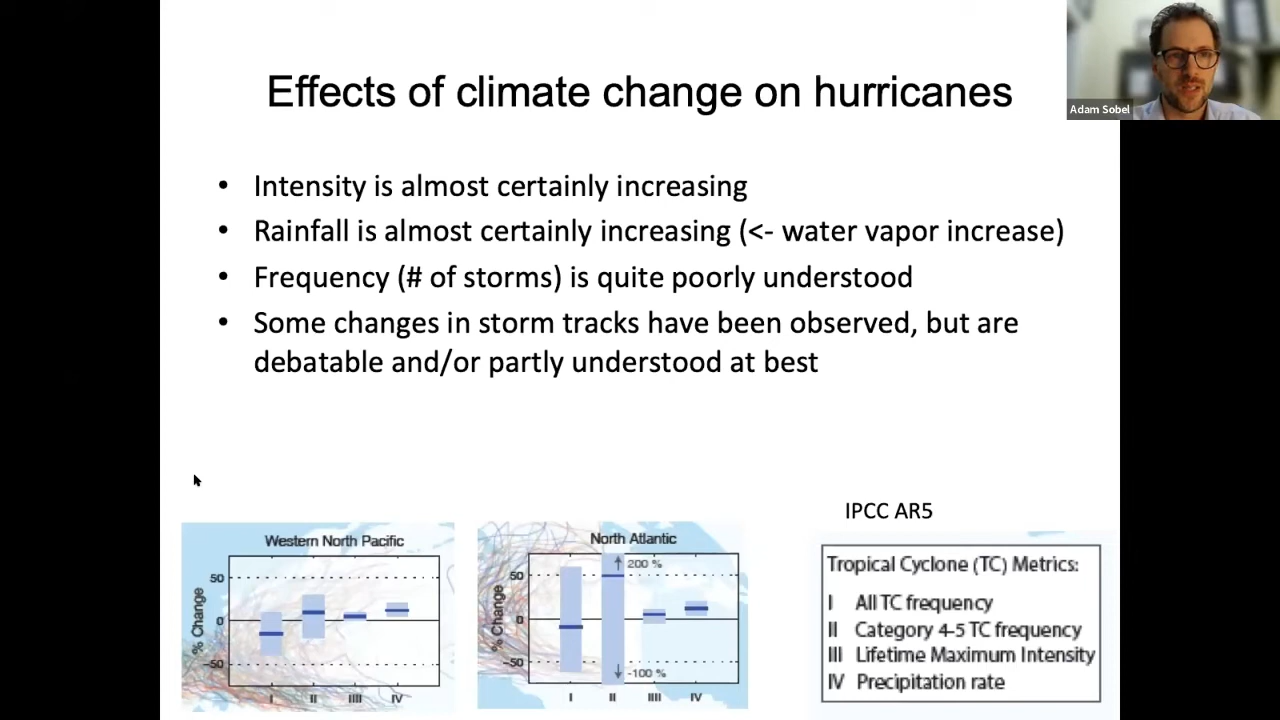 Effects of climate change on hurricanes
Adam Sobel
• Intensity is almost certainly increasing
• Rainfall is almost certainly increasing (<- water vapor increase)
• Frequency (# of storms) is quite poorly understood
• Some changes in storm tracks have been observed, but are
debatable and/or partly understood at best
IPCC AR5
Western North Pacific
% Change
50
0
-50
I II IIII IV
North Atlantic
% Change
200 %
50
0
-50
-100 %
I II IIII IV
Tropical Cyclone (TC) Metrics:
I All TC frequency
II Category 4-5 TC frequency
III Lifetime Maximum Intensity
IV Precipitation rate